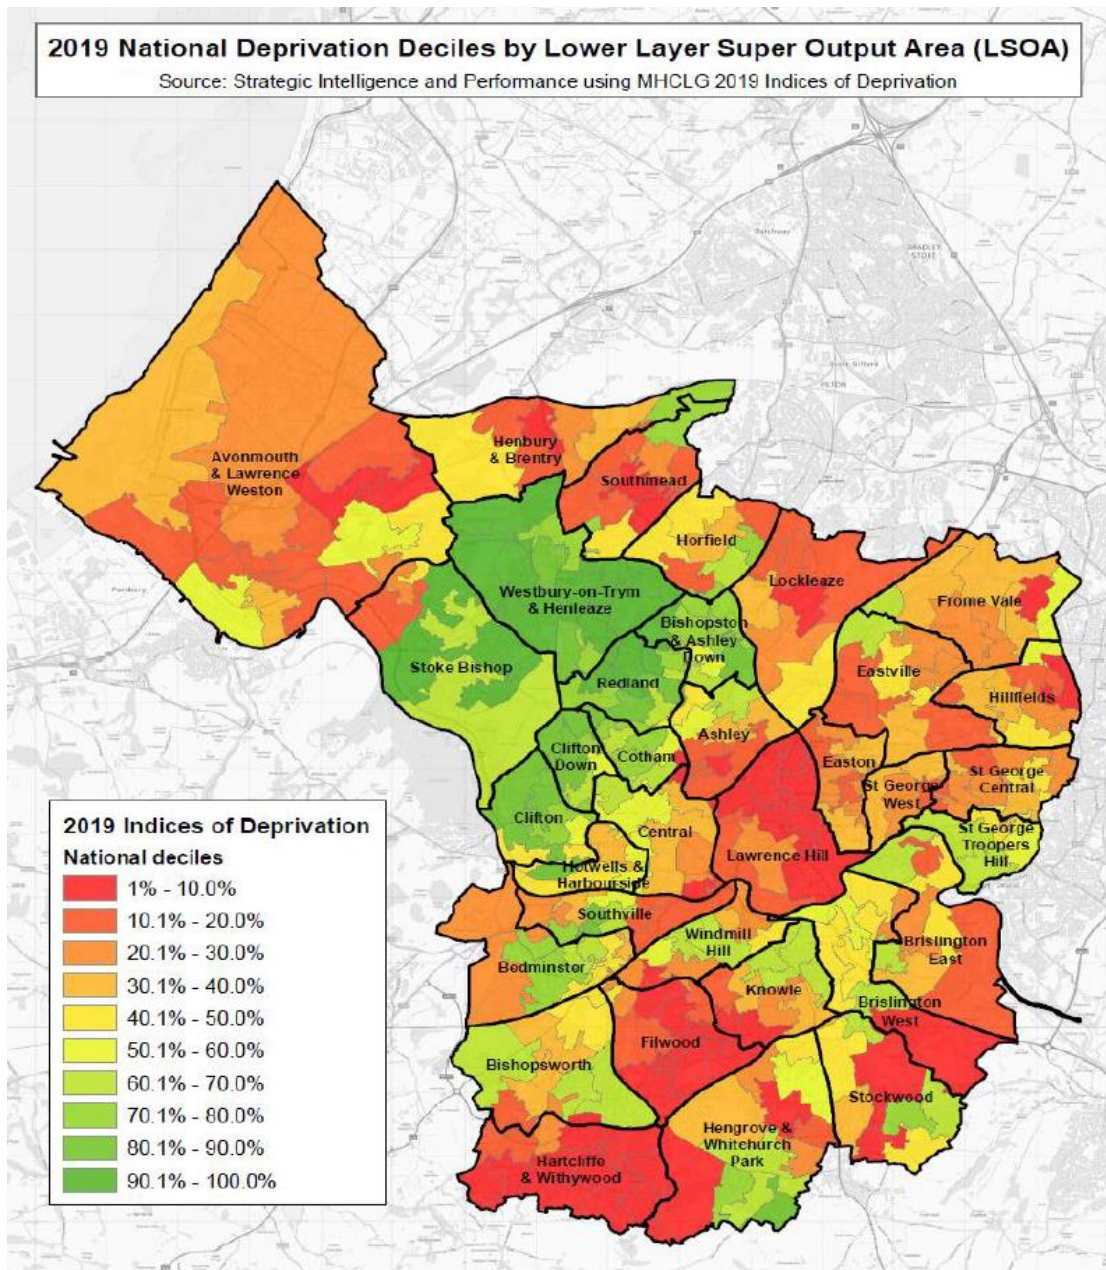 2019 National Deprivation Deciles by Lower Layer Super Output Area (LSOA)
Source: Strategic Intelligence and Performance using MHCLG 2019 Indices of Deprivation
BRADLEY
STOKE
Avonmouth
& Lawrence
Weston
Henbury
& Brentry
Southmead
Horfield
Lockleaze
Frome Vale
Westbury-on-Trym
& Henleaze
Bishopston
& Ashley
Down
Stoke Bishop
Redland
Eastville
Hillfields
Ashley
Clifton
Down
Cotham
Easton
St George
West
St George
Central
Clifton
Central
St George
Troopers
Hill
Lawrence Hill
Hotwells &
Harbourside
Southville
Windmill
Hill
Brislington
East
Bedminster
Knowle
Brislington
West
Filwood
Bishopsworth
Stockwood
Hengrove &
Whitchurch
Park
Hartcliffe
& Withywood
2019 Indices of Deprivation
National deciles
1% - 10.0%
10.1% - 20.0%
20.1% - 30.0%
30.1% - 40.0%
40.1% - 50.0%
50.1% - 60.0%
60.1% - 70.0%
70.1% - 80.0%
80.1% - 90.0%
90.1% - 100.0%